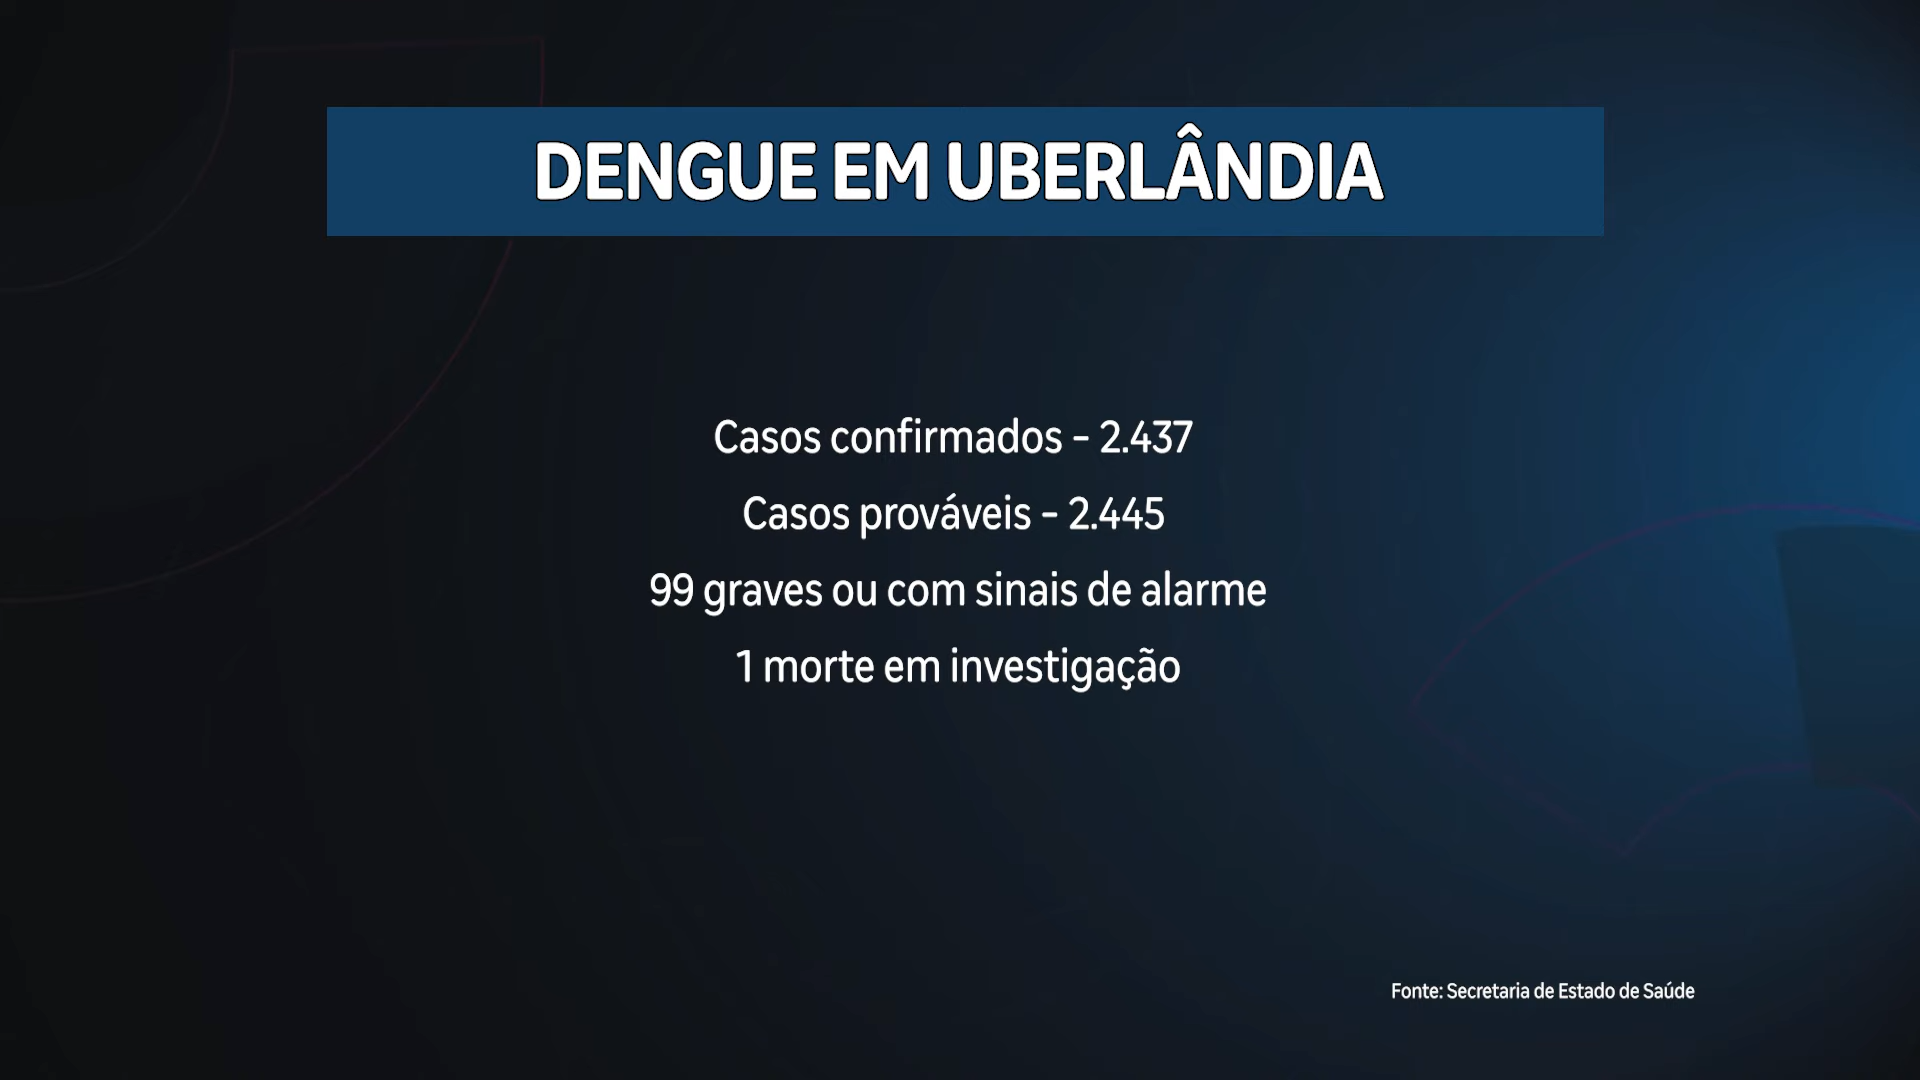 DENGUE EM UBERLÂNDIA
Casos confirmados - 2.437
Casos prováveis - 2.445
99 graves ou com sinais de alarme
1 morte em investigação
Fonte: Secretaria de Estado de Saúde